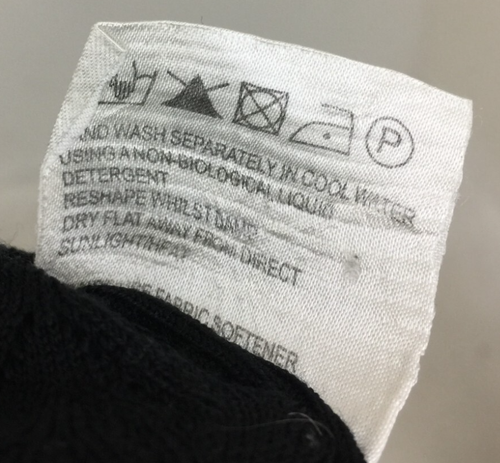 P
AND WASH SEPARATELY IN COOL WATER
USING A NON-BIOLOGICAL LIQUID
DETERGENT
RESHAPE WHILST DAMP
DRY FLAT AWAY FROM DIRECT
SUNLIGHT/HEAT
FABRIC SOFTENER